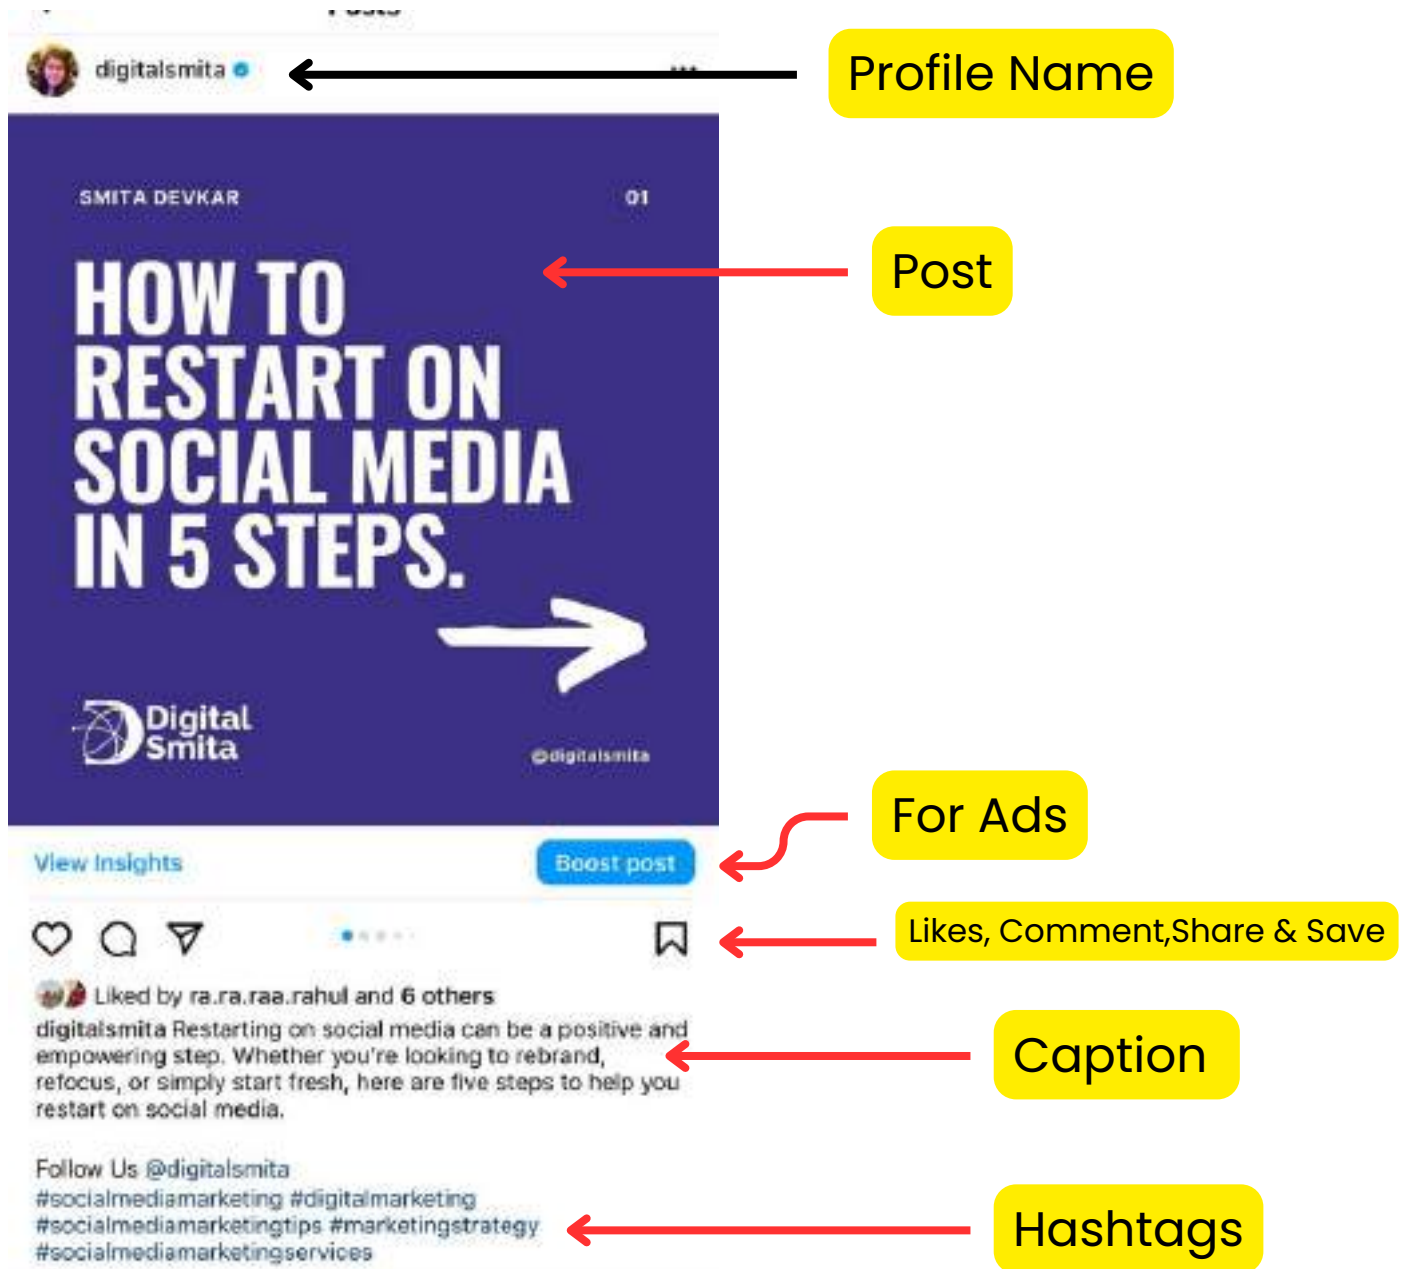 Posts
digitalsmita
Profile Name
SMITA DEVKAR
01
HOW TO
RESTART ON
SOCIAL MEDIA
IN 5 STEPS.
Post
Digital
Smita
@digitalsmita
For Ads
View Insights
Boost post
Likes, Comment,Share & Save
Liked by ra.ra.raa.rahul and 6 others
digitalsmita Restarting on social media can be a positive and
empowering step. Whether you're looking to rebrand,
refocus, or simply start fresh, here are five steps to help you
restart on social media.
Caption
Follow Us @digitalsmita
#socialmediamarketing #digitalmarketing
#socialmediamarketingtips #marketingstrategy
#socialmediamarketingservices
Hashtags